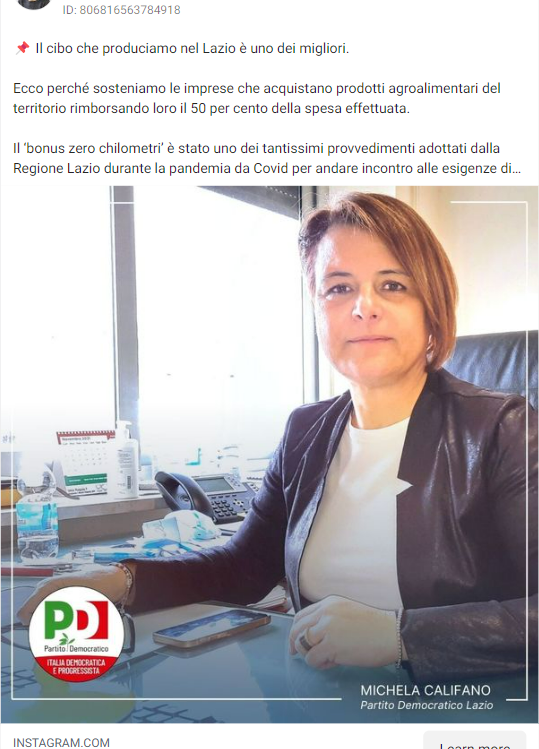 ID: 806816563784918
📌 Il cibo che produciamo nel Lazio è uno dei migliori.
Ecco perché sosteniamo le imprese che acquistano prodotti agroalimentari del
territorio rimborsando loro il 50 per cento della spesa effettuata.
Il ‘bonus zero chilometri’ è stato uno dei tantissimi provvedimenti adottati dalla
Regione Lazio durante la pandemia da Covid per andare incontro alle esigenze di...
PD
Partito Democratico
ITALIA DEMOCRATICA
E PROGRESSISTA
MICHELA CALIFANO
Partito Democratico Lazio
INSTAGRAM.COM
Learn more